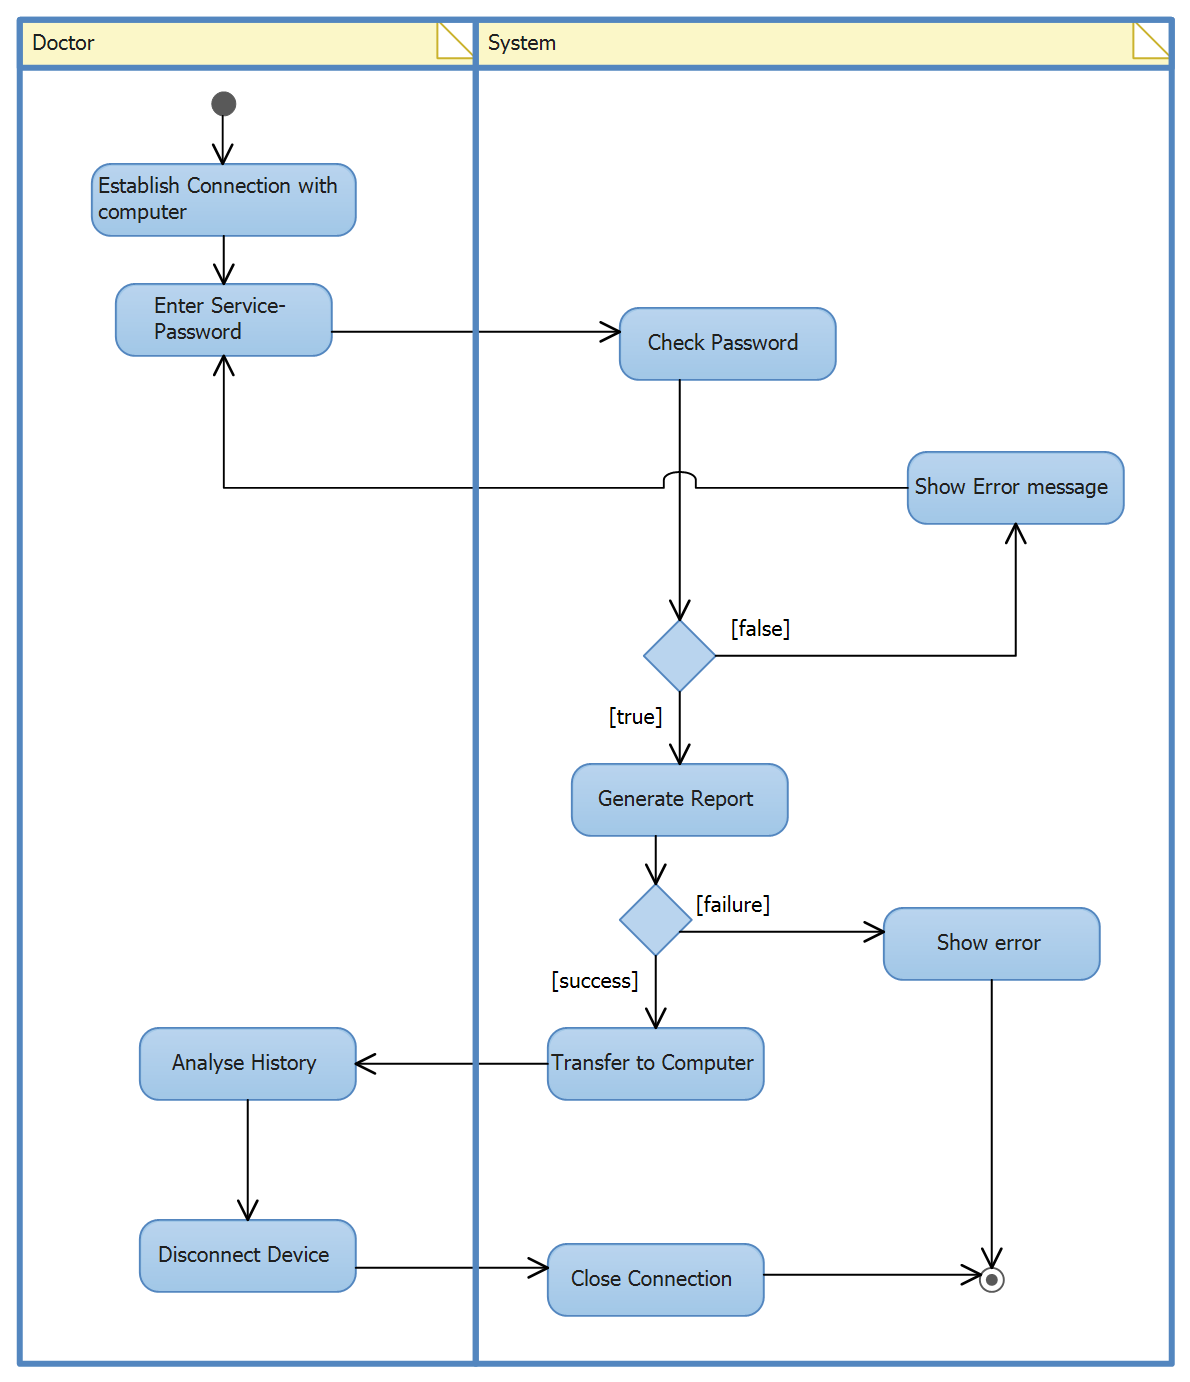 Doctor
System
Establish Connection with
computer
Enter Service-
Password
Check Password
Show Error message
[false]
[true]
Generate Report
[failure]
Show error
[success]
Analyse History
Transfer to Computer
Disconnect Device
Close Connection